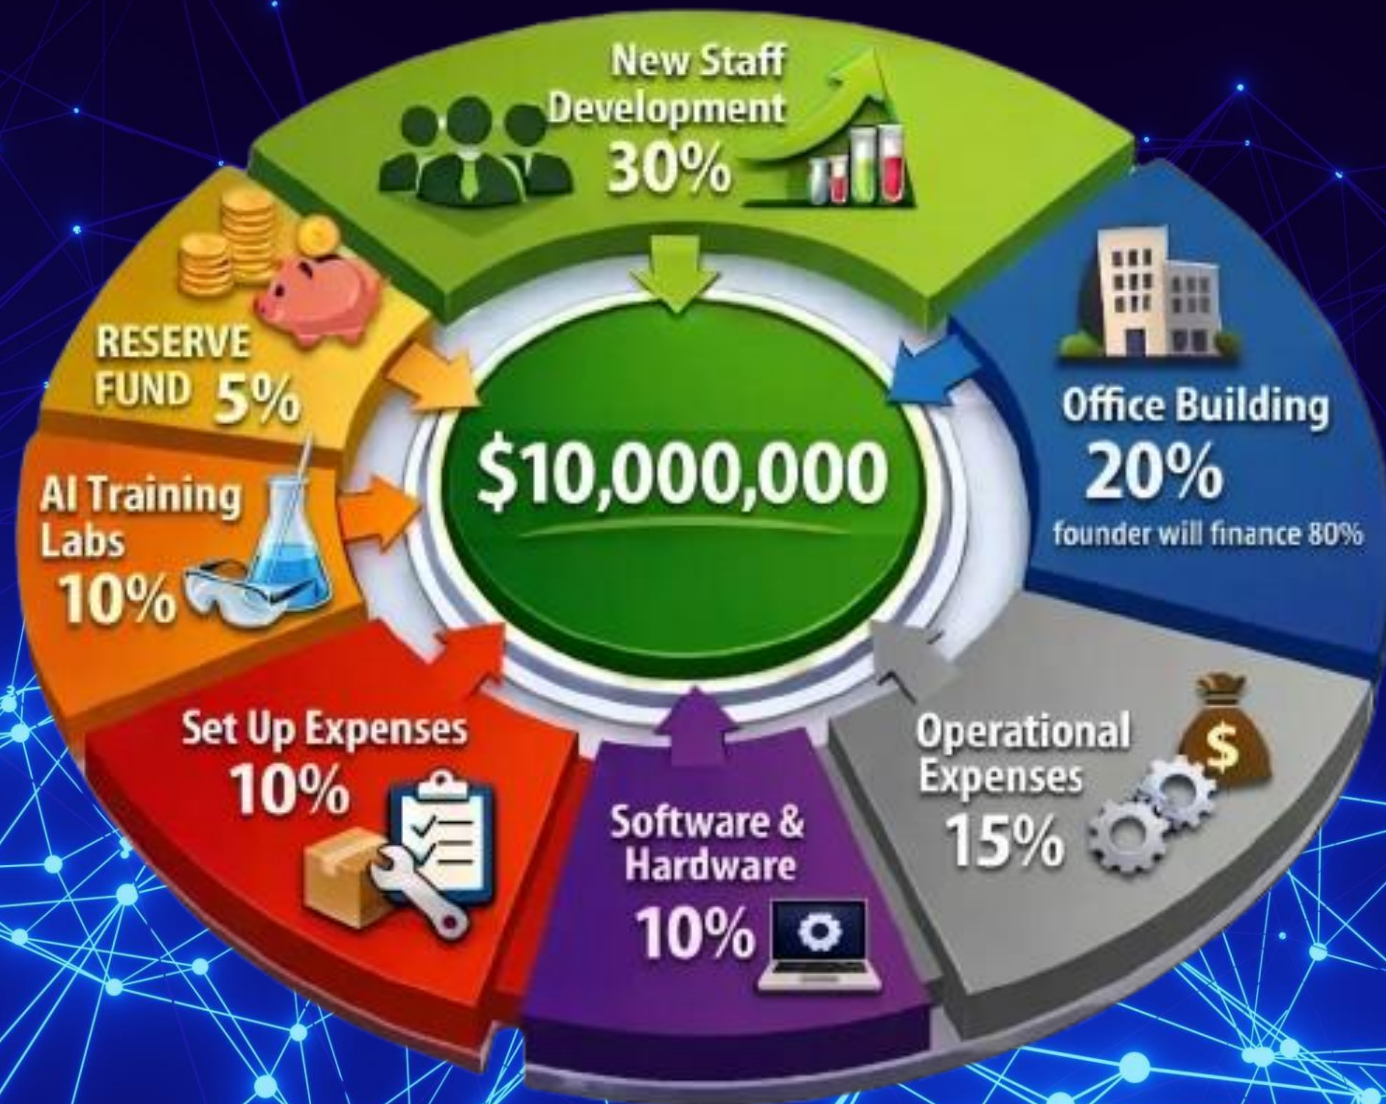 New Staff
Development
30%
RESERVE
FUND 5%
$10,000,000
Office Building
20%
founder will finance 80%
AI Training
Labs
10%
Set Up Expenses
10%
Operational
Expenses
15%
$
Software &
Hardware
10%